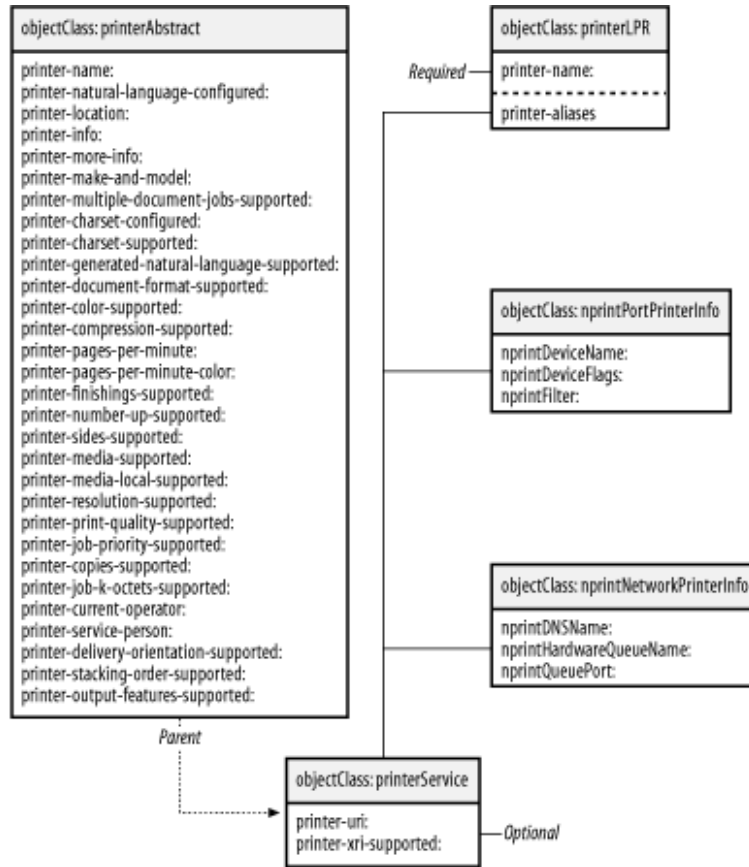 objectClass: printerAbstract
printer-name:
printer-natural-language-configured:
printer-location:
printer-info:
printer-more-info:
printer-make-and-model:
printer-multiple-document-jobs-supported:
printer-charset-configured:
printer-charset-supported:
printer-generated-natural-language-supported:
printer-document-format-supported:
printer-color-supported:
printer-compression-supported:
printer-pages-per-minute:
printer-pages-per-minute-color:
printer-finishings-supported:
printer-number-up-supported:
printer-sides-supported:
printer-media-supported:
printer-media-local-supported:
printer-resolution-supported:
printer-print-quality-supported:
printer-job-priority-supported:
printer-copies-supported:
printer-job-k-octets-supported:
printer-current-operator:
printer-service-person:
printer-delivery-orientation-supported:
printer-stacking-order-supported:
printer-output-features-supported:
Parent
objectClass: printerLPR
Required
printer-name:
printer-aliases
objectClass: nprintPortPrinterInfo
nprintDeviceName:
nprintDeviceFlags:
nprintFilter:
objectClass: nprintNetworkPrinterInfo
nprintDNSName:
nprintHardwareQueueName:
nprintQueuePort:
objectClass: printerService
printer-uri:
printer-xri-supported:
Optional